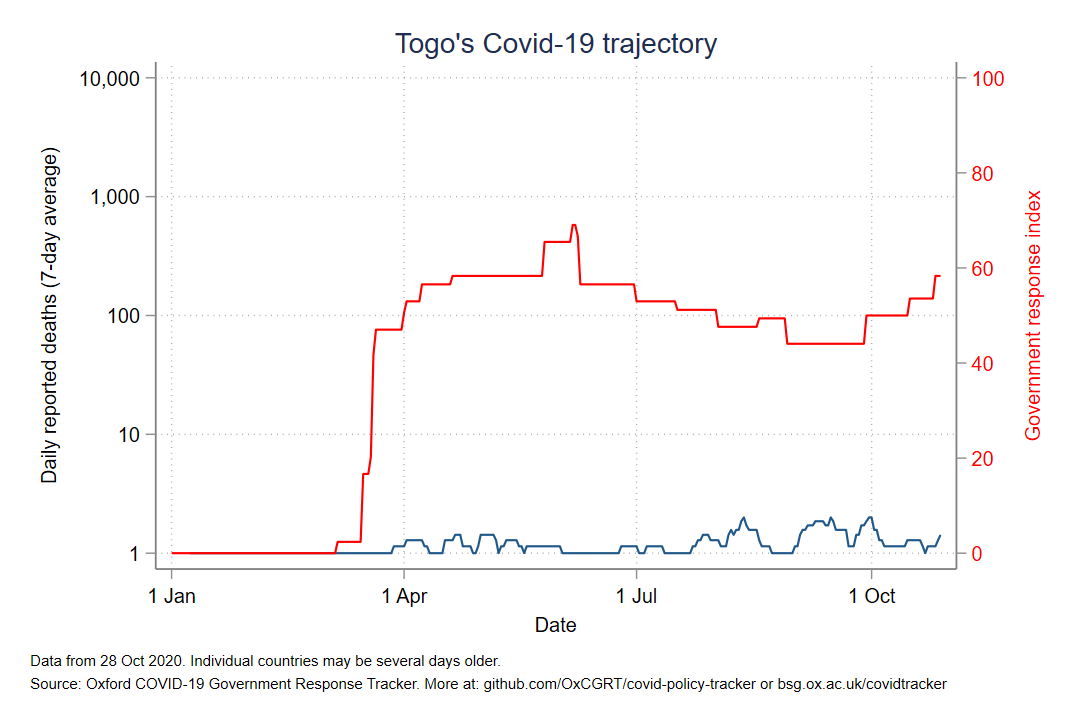 Togo's Covid-19 trajectory
10,000
1,000
100
10
1
Daily reported deaths (7-day average)
100
80
60
40
20
0
Government response index
1 Jan
1 Apr
1 Jul
1 Oct
Date
Data from 28 Oct 2020. Individual countries may be several days older.
Source: Oxford COVID-19 Government Response Tracker. More at: github.com/OxCGRT/covid-policy-tracker or bsg.ox.ac.uk/covidtracker